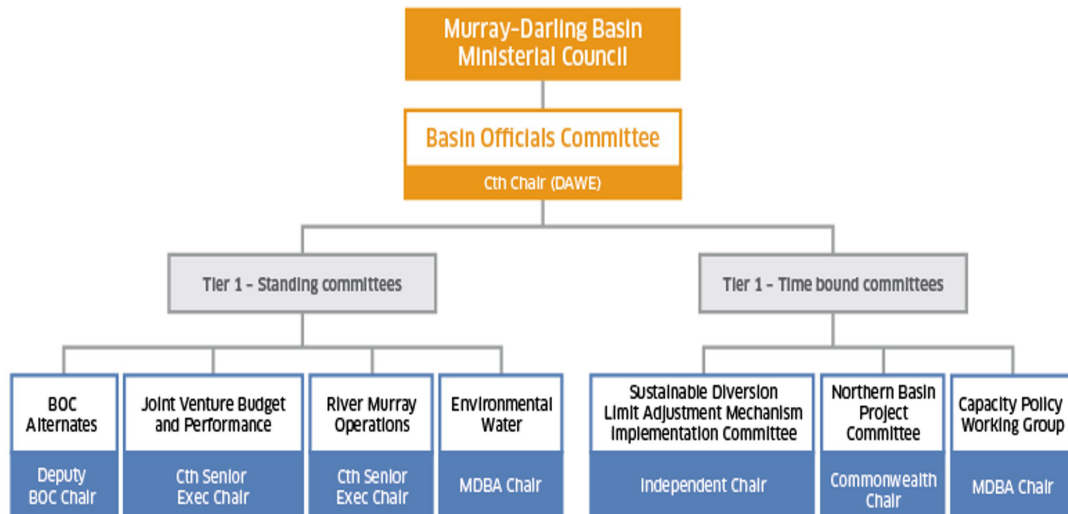 Murray-Darling Basin
Ministerial Council
Basin Officials Committee
Cth Chair (DAWE)
Tier 1 - Standing committees
Tier 1 - Time bound committees
BOC
Alternates
Deputy
BOC Chair
Joint Venture Budget
and Performance
Cth Senior
Exec Chair
River Murray
Operations
Cth Senior
Exec Chair
Environmental
Water
MDBA Chair
Sustainable Diversion
Limit Adjustment Mechanism
Implementation Committee
Independent Chair
Northern Basin
Project
Committee
Commonwealth
Chair
Capacity Policy
Working Group
MDBA Chair